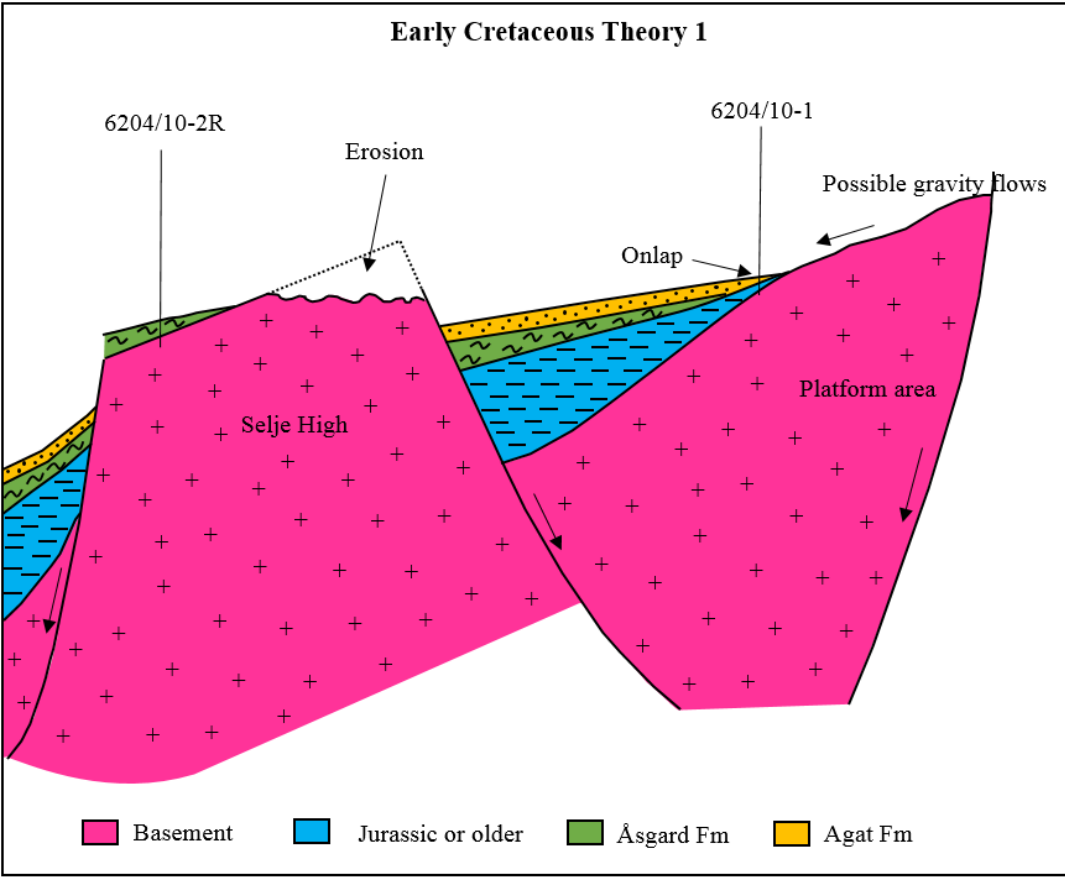 Early Cretaceous Theory 1
6204/10-2R
6204/10-1
Erosion
Possible gravity flows
Onlap
Platform area
Selje High
Basement
Jurassic or older
Åsgard Fm
Agat Fm